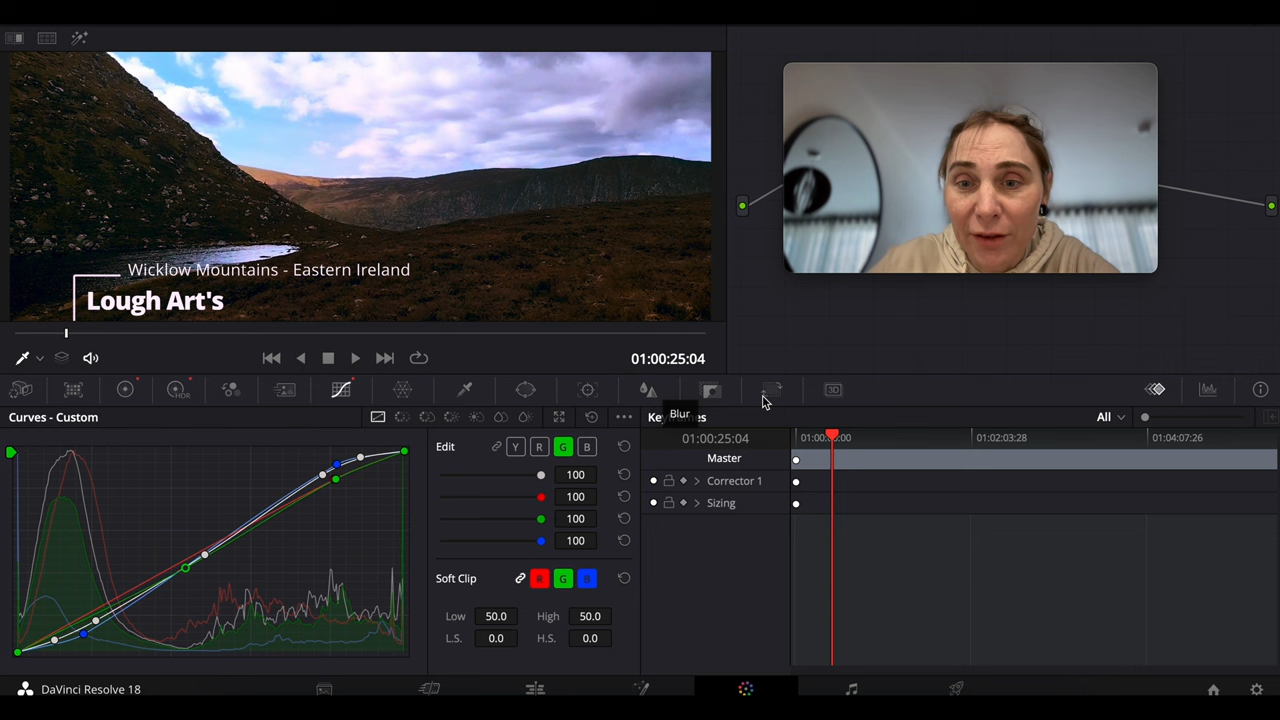 Wicklow Mountains - Eastern Ireland
Lough Art's
01:00:25:04
HDR
3D
Curves - Custom
Blur
All
Edit
Y R G B
100
100
100
100
Soft Clip R G B
Low 50.0 High 50.0
L.S. 0.0 H.S. 0.0
01:00:25:04
01:02:03:28
01:04:07:26
Master
Corrector 1
Sizing
DaVinci Resolve 18